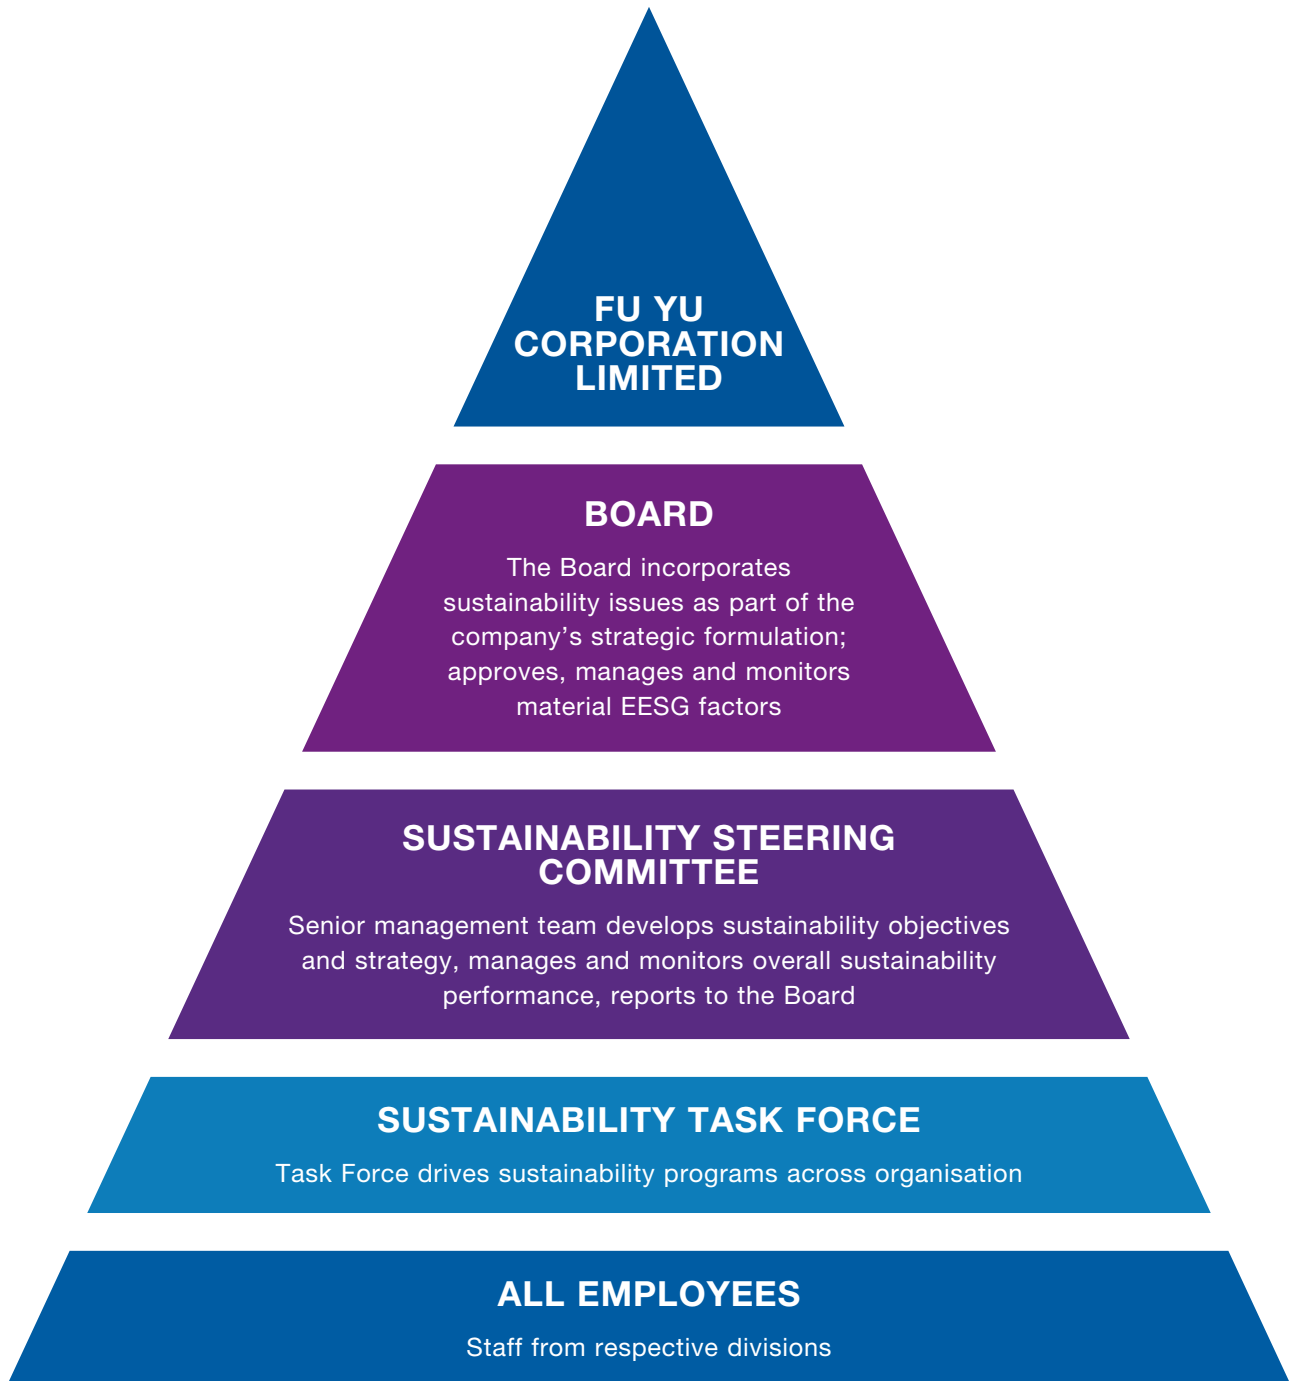 FU YU
CORPORATION
LIMITED
BOARD
The Board incorporates
sustainability issues as part of the
company’s strategic formulation;
approves, manages and monitors
material EESG factors
SUSTAINABILITY STEERING
COMMITTEE
Senior management team develops sustainability objectives
and strategy, manages and monitors overall sustainability
performance, reports to the Board
SUSTAINABILITY TASK FORCE
Task Force drives sustainability programs across organisation
ALL EMPLOYEES
Staff from respective divisions